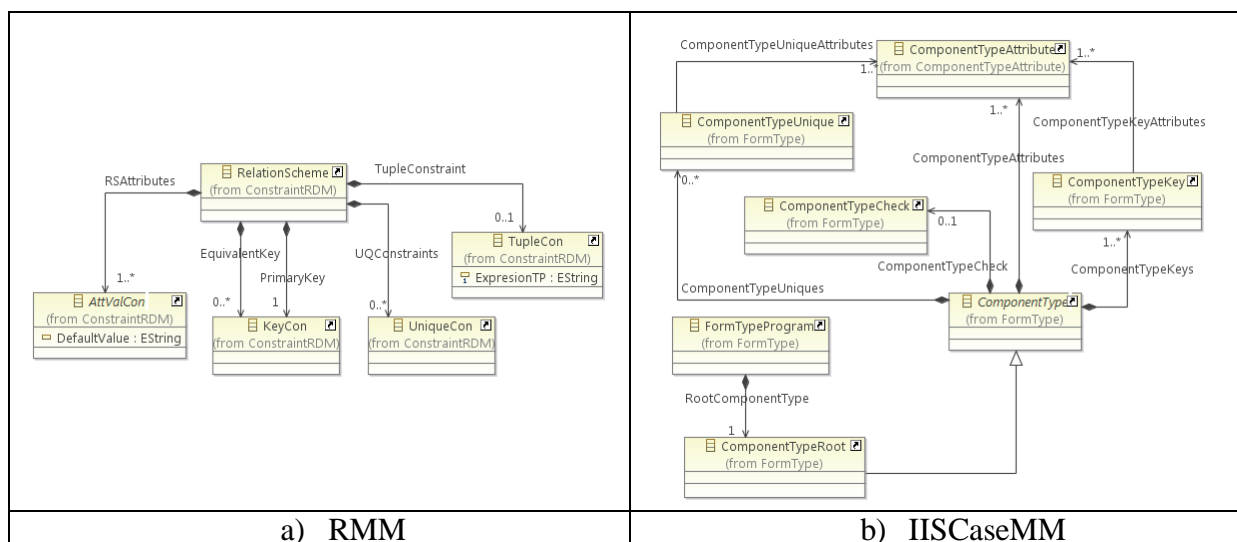 RelationScheme
(from ConstraintRDM)
TupleConstraint
RSAttributes
0..1
TupleCon
(from ConstraintRDM)
ExpresionTP : EString
EquivalentKey
UQConstraints
PrimaryKey
1..*
0..*
1
0..*
AttValCon
(from ConstraintRDM)
DefaultValue : EString
KeyCon
(from ConstraintRDM)
UniqueCon
(from ConstraintRDM)
a) RMM
ComponentTypeUniqueAttributes
ComponentTypeAttribute
(from ComponentTypeAttribute)
1..*
1..*
1..*
ComponentTypeUnique
(from FormType)
ComponentTypeKeyAttributes
ComponentTypeAttributes
0..*
ComponentTypeCheck
(from FormType)
0..1
ComponentTypeKey
(from FormType)
1..*
ComponentTypeCheck
ComponentTypeKeys
ComponentTypeUniques
ComponentType
(from FormType)
FormTypeProgram
(from FormType)
RootComponentType
1
ComponentTypeRoot
(from FormType)
b) IISCaseMM